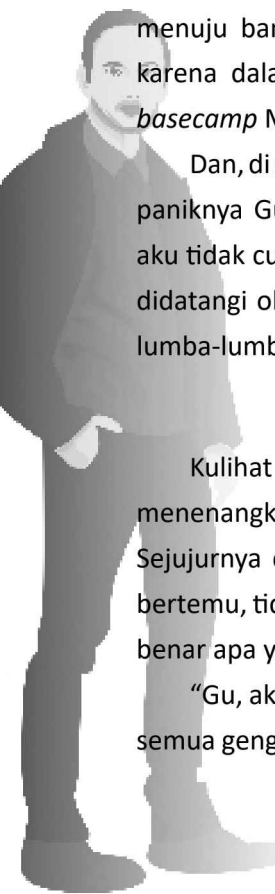 menuju ban
karena dala
basecamp
Dan, di
paniknya Gu
aku tidak cu
didatangi ol
lumba-lumb
Kulihat
menenangk
Sejujurnya
bertemu, tid
benar apa y
“Gu, ak
semua geng